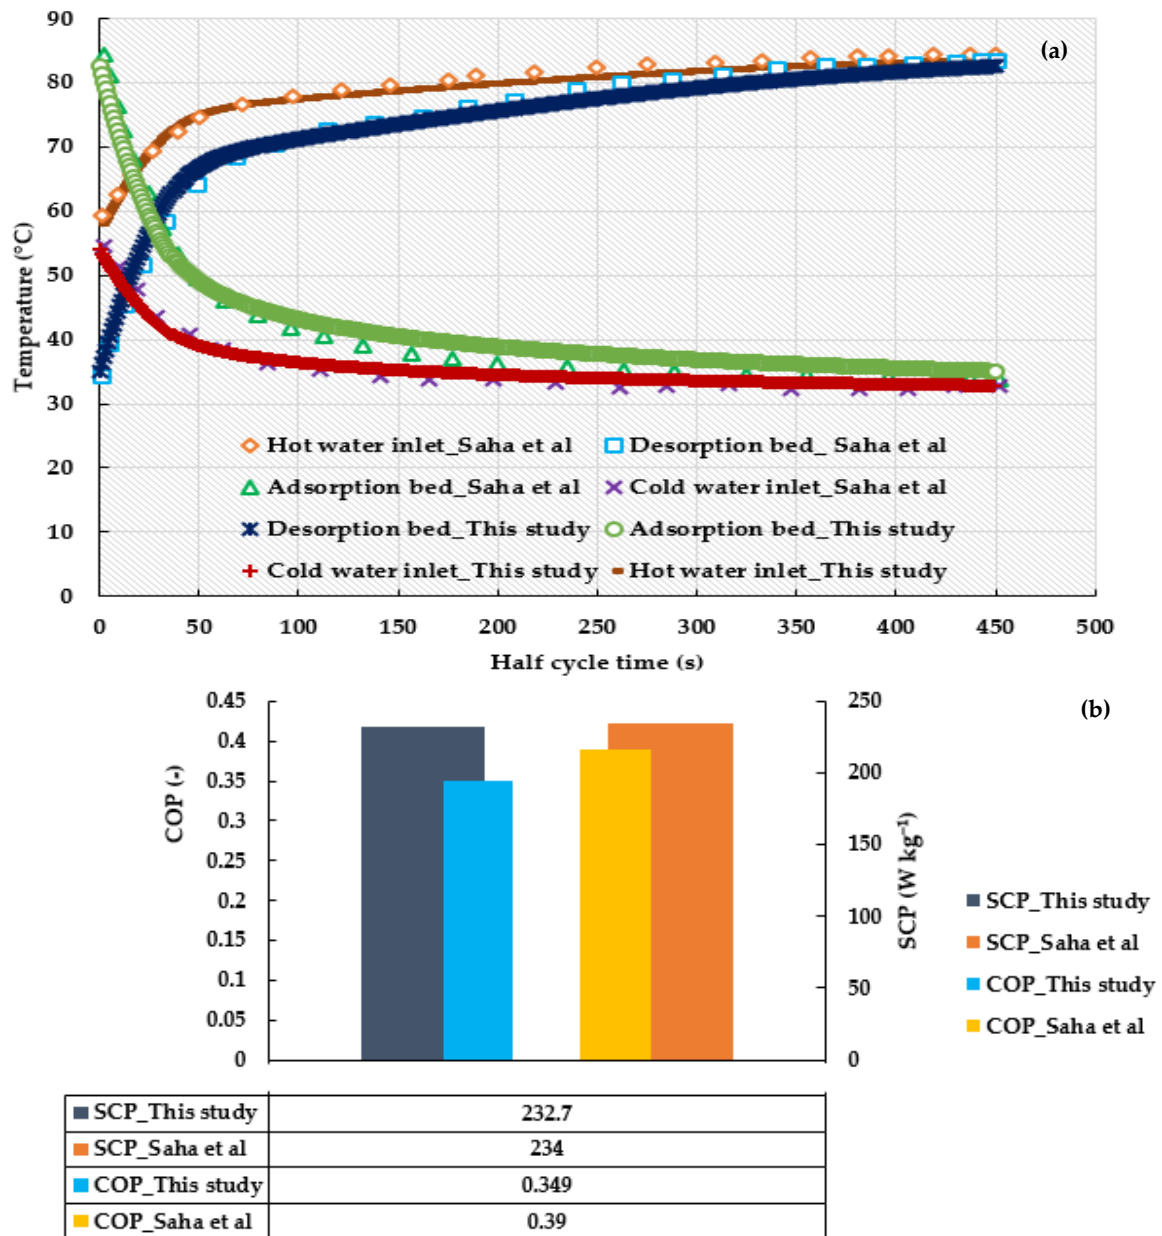 90
(a)
80
70
60
50
40
30
20
10
0
Temperature (°C)
Hot water inlet_Saha et al
Desorption bed_ Saha et al
Adsorption bed_Saha et al
Cold water inlet_Saha et al
Desorption bed_This study
Adsorption bed_This study
Cold water inlet_This study
Hot water inlet_This study
0 50 100 150 200 250 300 350 400 450 500
Half cycle time (s)
(b)
0.45
0.4
0.35
0.3
0.25
0.2
0.15
0.1
0.05
0
COP (-)
250
200
150
100
50
0
SCP (W kg⁻¹)
SCP_This study
SCP_Saha et al
COP_This study
COP_Saha et al
SCP_This study 232.7
SCP_Saha et al 234
COP_This study 0.349
COP_Saha et al 0.39